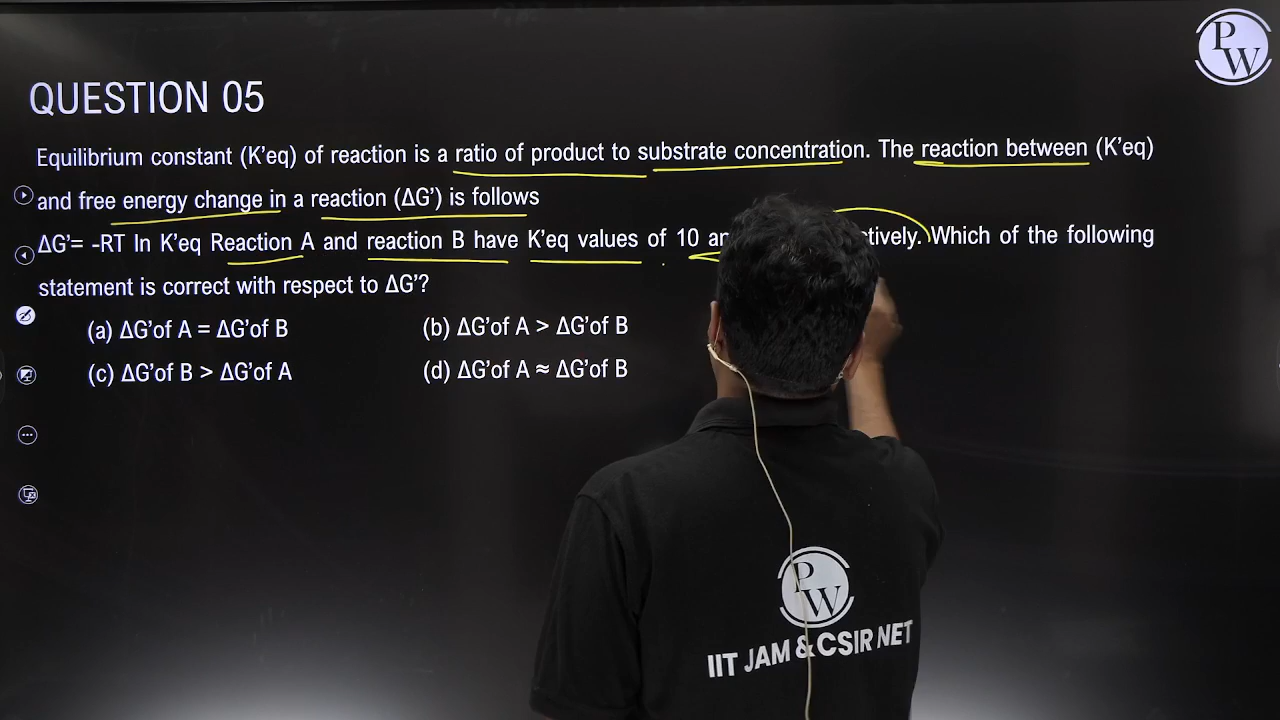 PW
QUESTION 05
Equilibrium constant (K'eq) of reaction is a ratio of product to substrate concentration. The reaction between (K'eq)
and free energy change in a reaction (ΔG') is follows
ΔG'= -RT In K'eq Reaction A and reaction B have K'eq values of 10 Which of the following
statement is correct with respect to ΔG'?
(a) ΔG'of A = ΔG'of B (b) ΔG'of A > ΔG'of B
(c) ΔG'of B > ΔG'of A (d) ΔG'of A ≈ ΔG'of B
PW
IIT JAM & CSIR NET